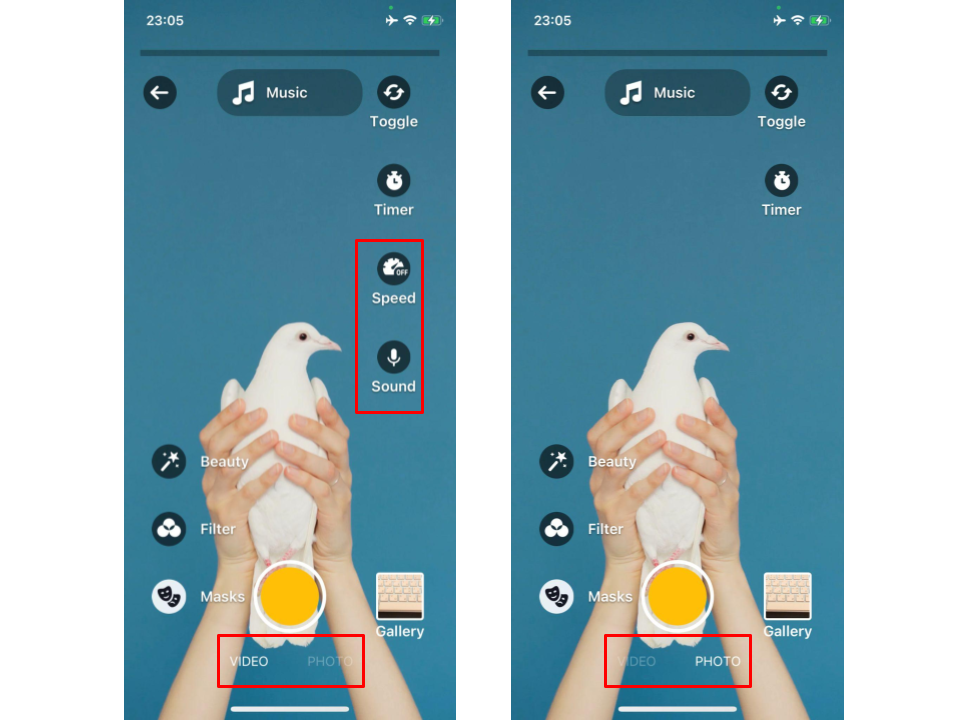 23:05
Music
Toggle
Timer
OFF
Speed
Sound
Beauty
Filter
Masks
Gallery
VIDEO PHOTO
23:05
Music
Toggle
Timer
Beauty
Filter
Masks
Gallery
VIDEO PHOTO